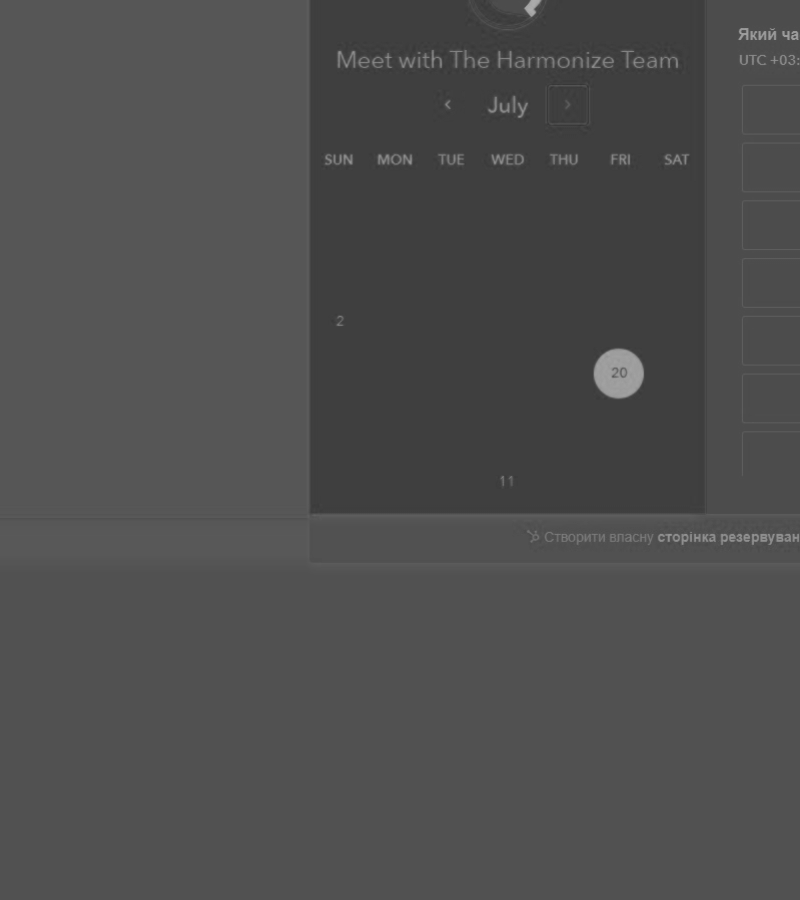 Meet with The Harmonize Team
‹ July ›
SUN MON TUE WED THU FRI SAT
2
20
11
Який ча
UTC +03:
Створити власну сторінка резервуван